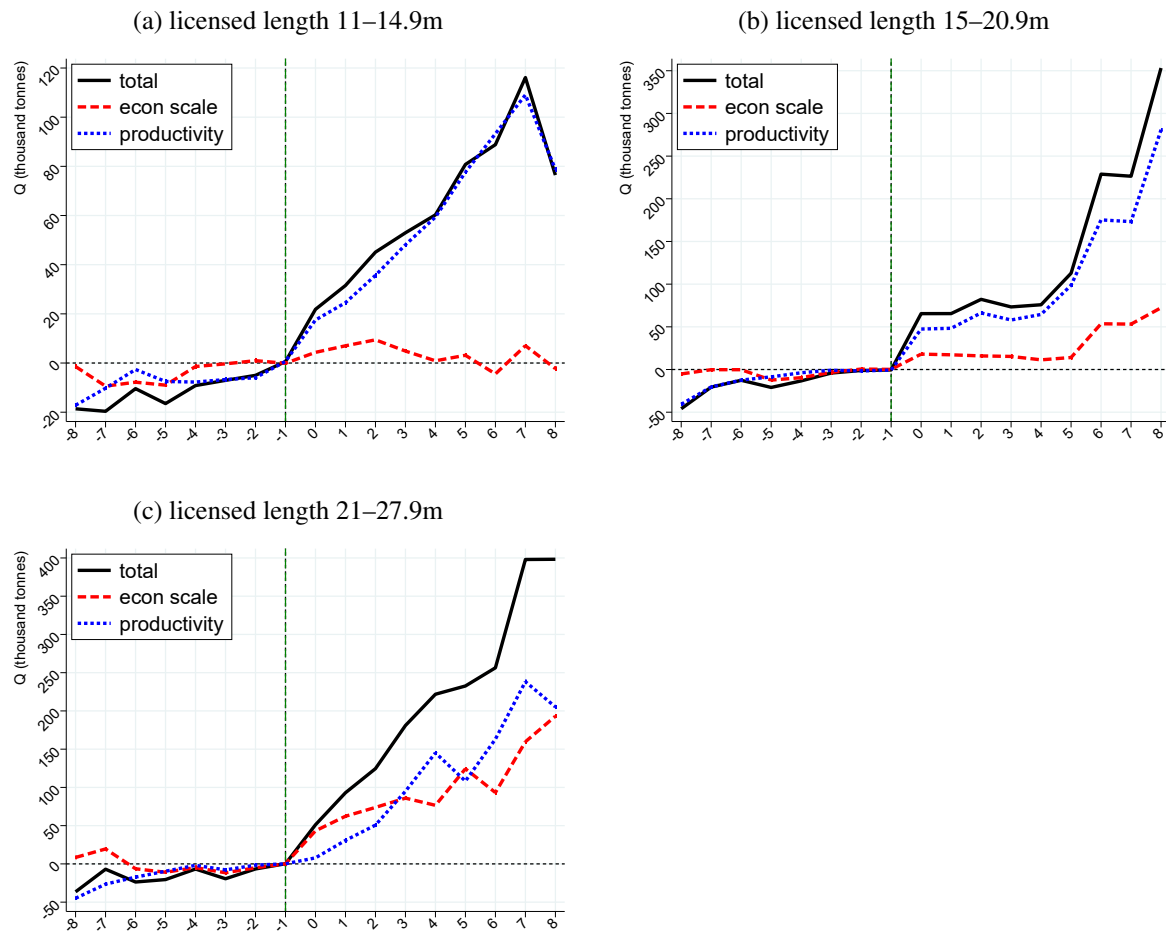 (a) licensed length 11–14.9m
Q (thousand tonnes)
120
100
80
60
40
20
0
-20
total
econ scale
productivity
-8 -7 -6 -5 -4 -3 -2 -1 0 1 2 3 4 5 6 7 8
(b) licensed length 15–20.9m
Q (thousand tonnes)
350
300
250
200
150
100
50
0
-50
total
econ scale
productivity
-8 -7 -6 -5 -4 -3 -2 -1 0 1 2 3 4 5 6 7 8
(c) licensed length 21–27.9m
Q (thousand tonnes)
400
350
300
250
200
150
100
50
0
-50
total
econ scale
productivity
-8 -7 -6 -5 -4 -3 -2 -1 0 1 2 3 4 5 6 7 8